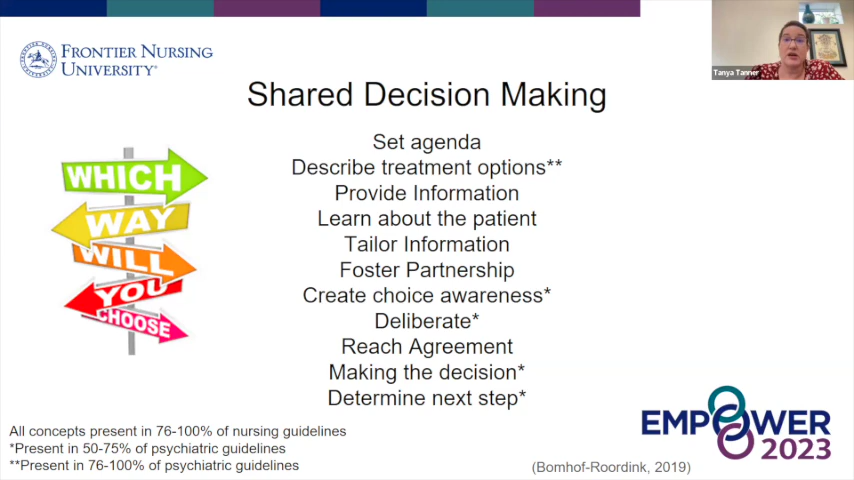 FRONTIER NURSING
UNIVERSITY®
Tanya Tanner
Shared Decision Making
WHICH
WAY
WILL
YOU
CHOOSE
Set agenda
Describe treatment options**
Provide Information
Learn about the patient
Tailor Information
Foster Partnership
Create choice awareness*
Deliberate*
Reach Agreement
Making the decision*
Determine next step*
All concepts present in 76-100% of nursing guidelines
*Present in 50-75% of psychiatric guidelines
**Present in 76-100% of psychiatric guidelines
(Bomhof-Roordink, 2019)
EMPOWER
2023